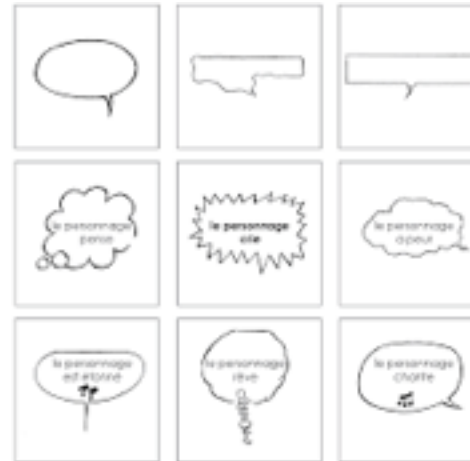 le personnage
pense
le personnage
crie
le personnage
a peur
le personnage
est étonné
le personnage
rêve
le personnage
chante